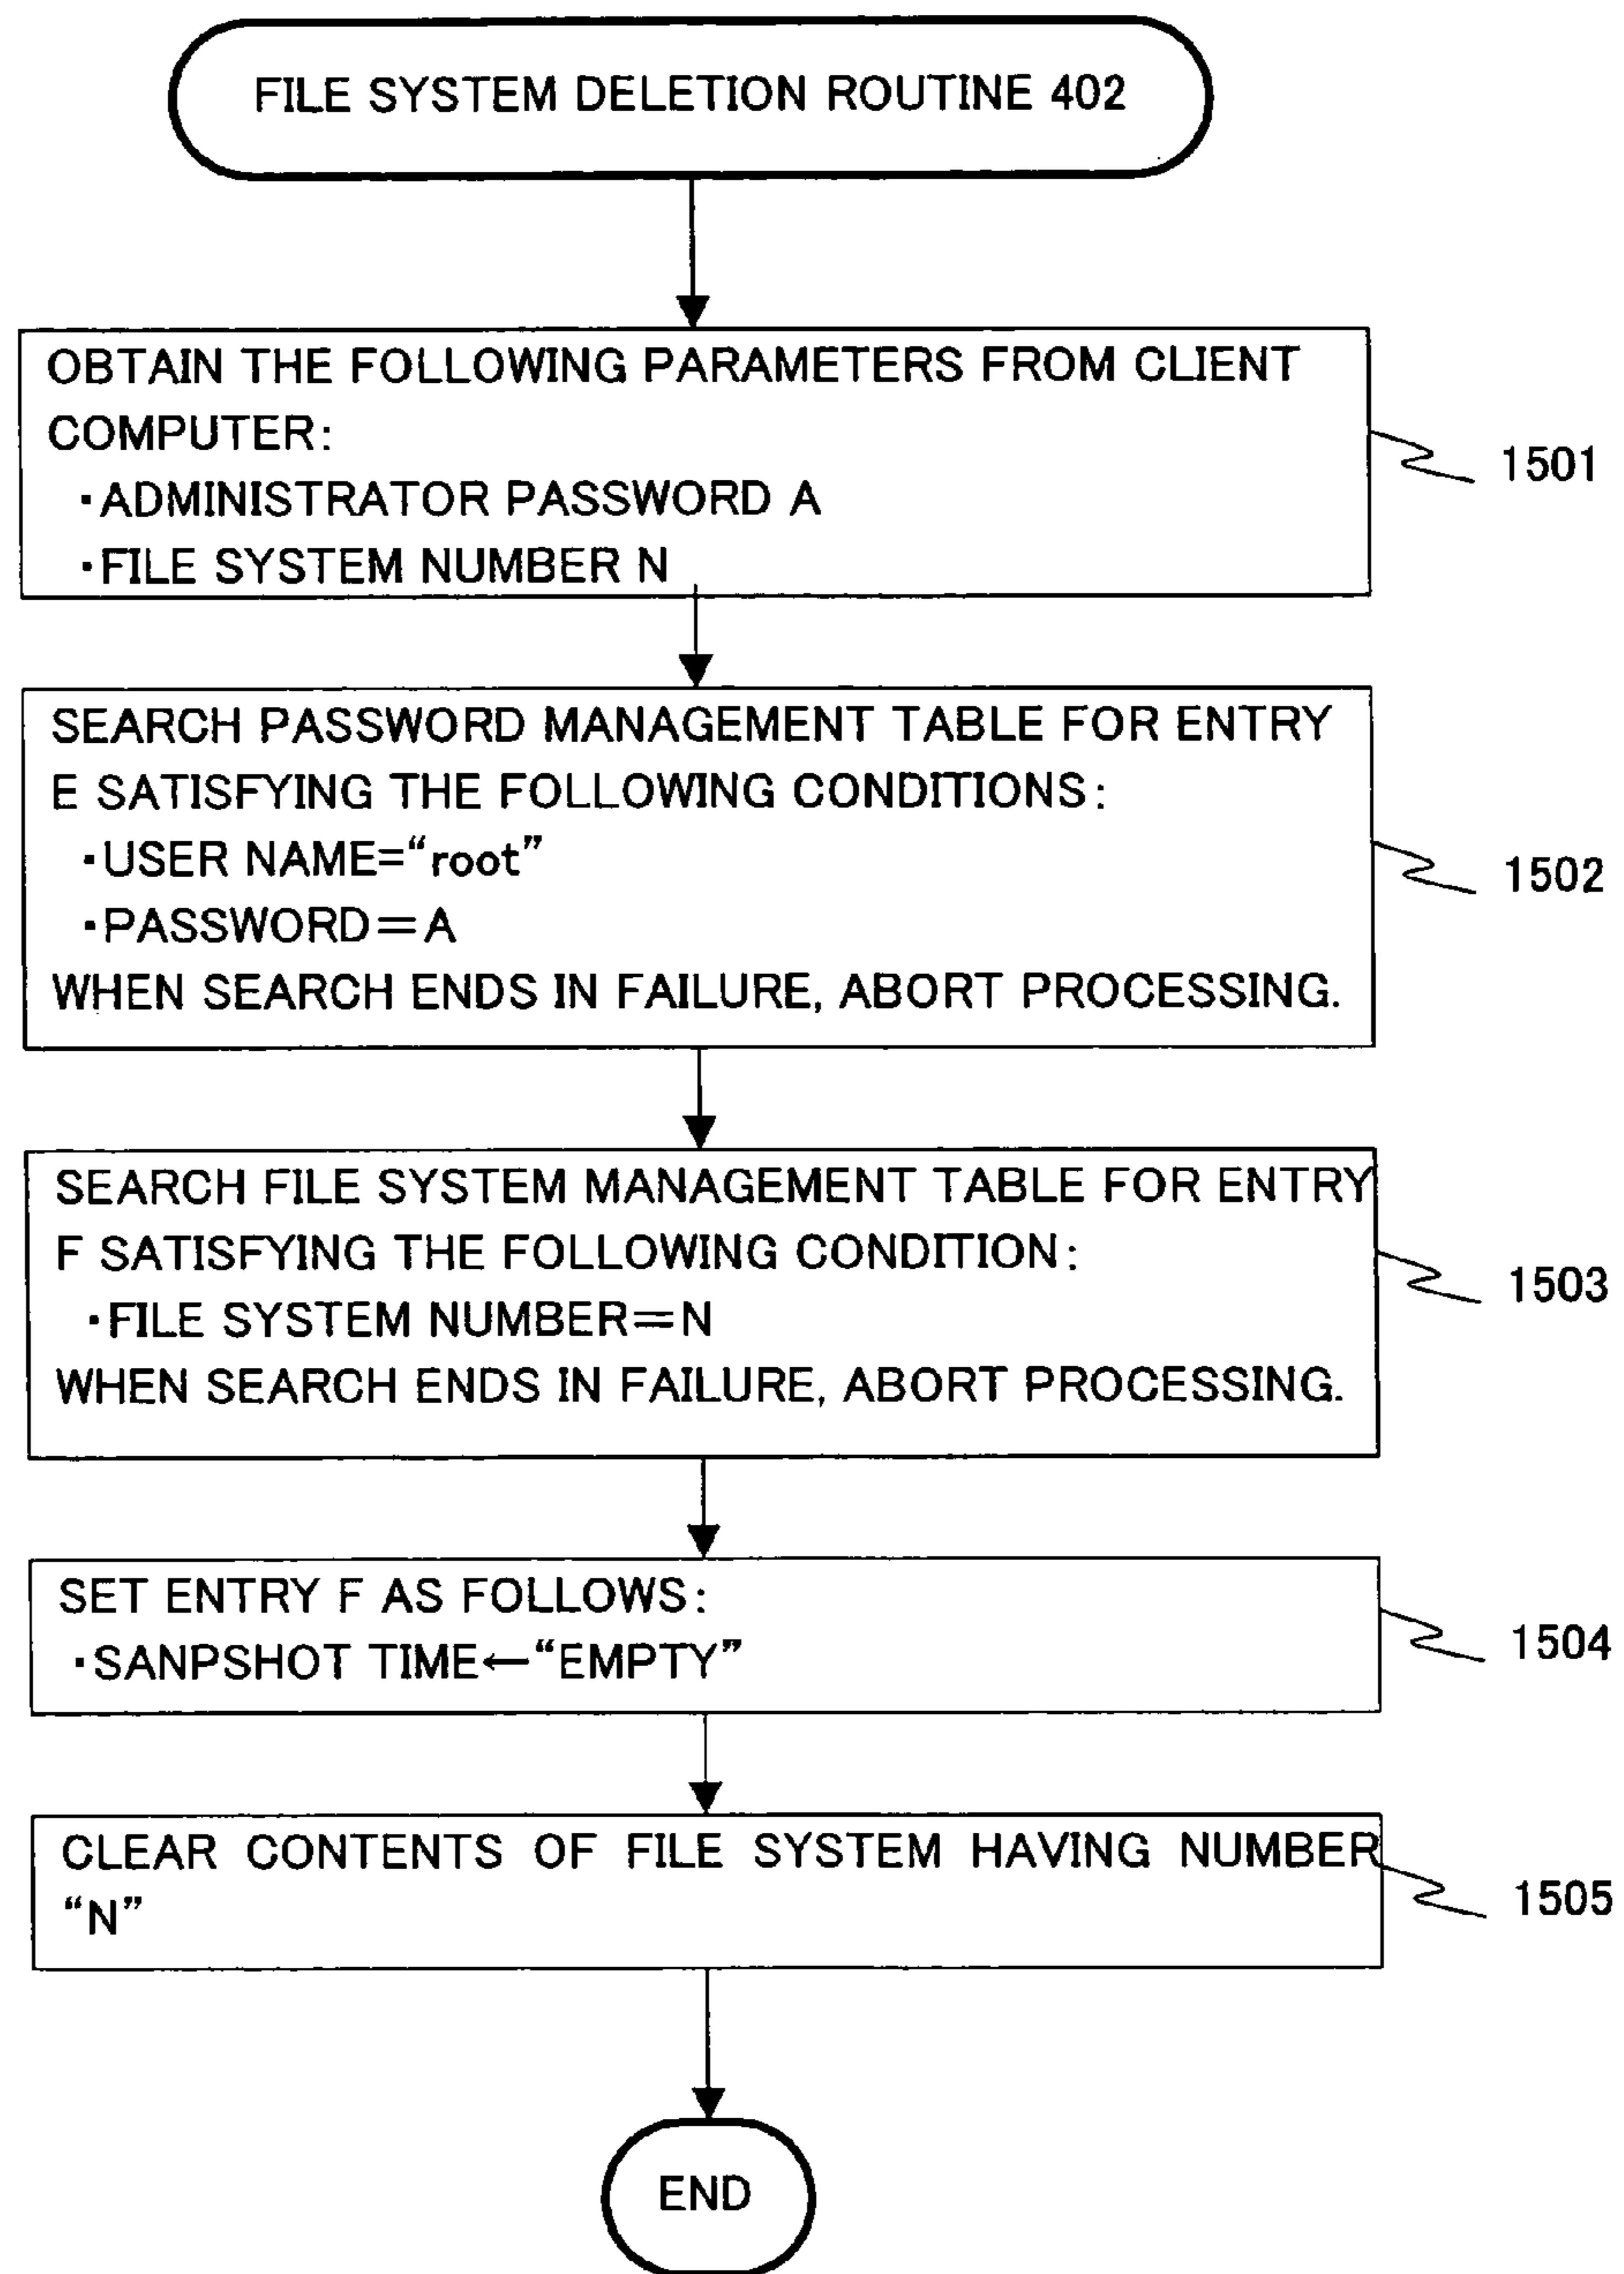 FILE SYSTEM DELETION ROUTINE 402
OBTAIN THE FOLLOWING PARAMETERS FROM CLIENT
COMPUTER:
・ADMINISTRATOR PASSWORD A
・FILE SYSTEM NUMBER N
1501
SEARCH PASSWORD MANAGEMENT TABLE FOR ENTRY
E SATISFYING THE FOLLOWING CONDITIONS:
・USER NAME=“root”
・PASSWORD=A
WHEN SEARCH ENDS IN FAILURE, ABORT PROCESSING.
1502
SEARCH FILE SYSTEM MANAGEMENT TABLE FOR ENTRY
F SATISFYING THE FOLLOWING CONDITION:
・FILE SYSTEM NUMBER=N
WHEN SEARCH ENDS IN FAILURE, ABORT PROCESSING.
1503
SET ENTRY F AS FOLLOWS:
・SANPSHOT TIME←“EMPTY”
1504
CLEAR CONTENTS OF FILE SYSTEM HAVING NUMBER
“N”
1505
END